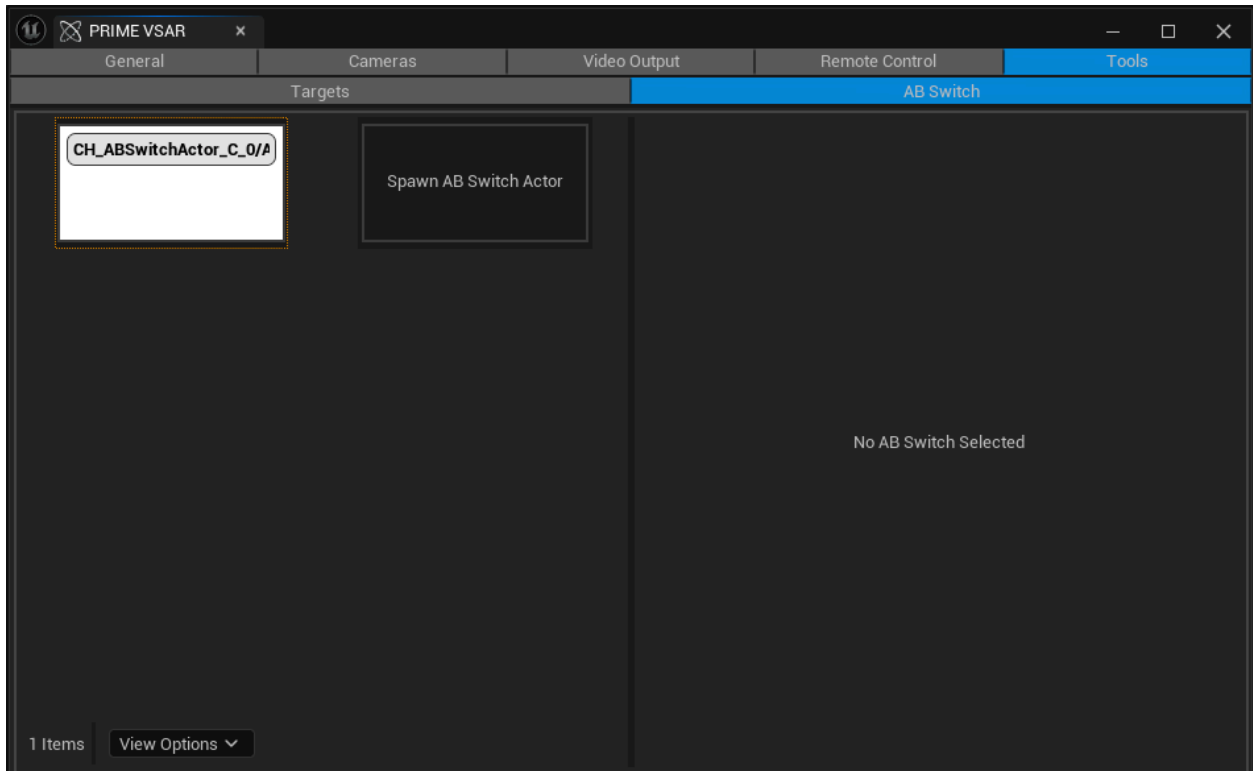 PRIME VSAR
General Cameras Video Output Remote Control Tools
Targets AB Switch
CH_ABSwitchActor_C_0/A
Spawn AB Switch Actor
No AB Switch Selected
1 Items View Options